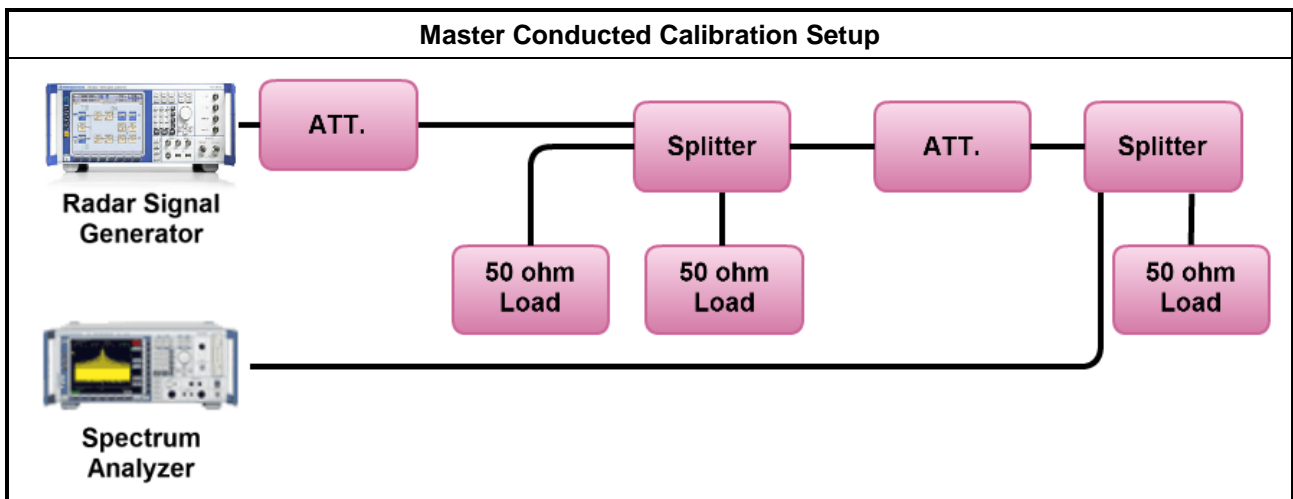 Master Conducted Calibration Setup
ATT.
Splitter
ATT.
Splitter
Radar Signal
Generator
50 ohm
Load
50 ohm
Load
50 ohm
Load
Spectrum
Analyzer